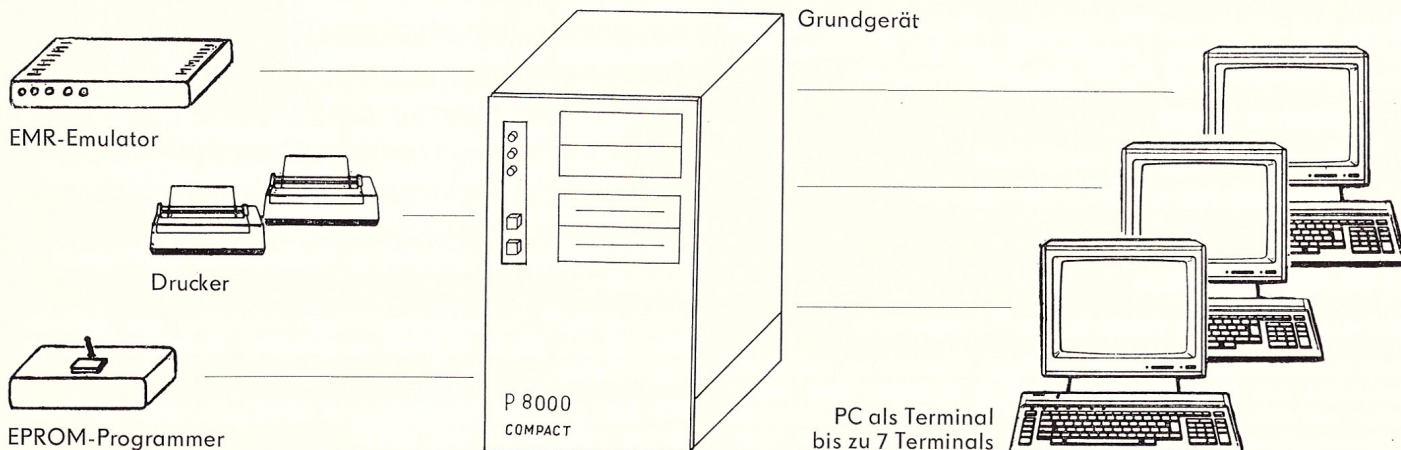 Grundgerät
EMR-Emulator
Drucker
EPROM-Programmer
P 8000
COMPACT
PC als Terminal
bis zu 7 Terminals